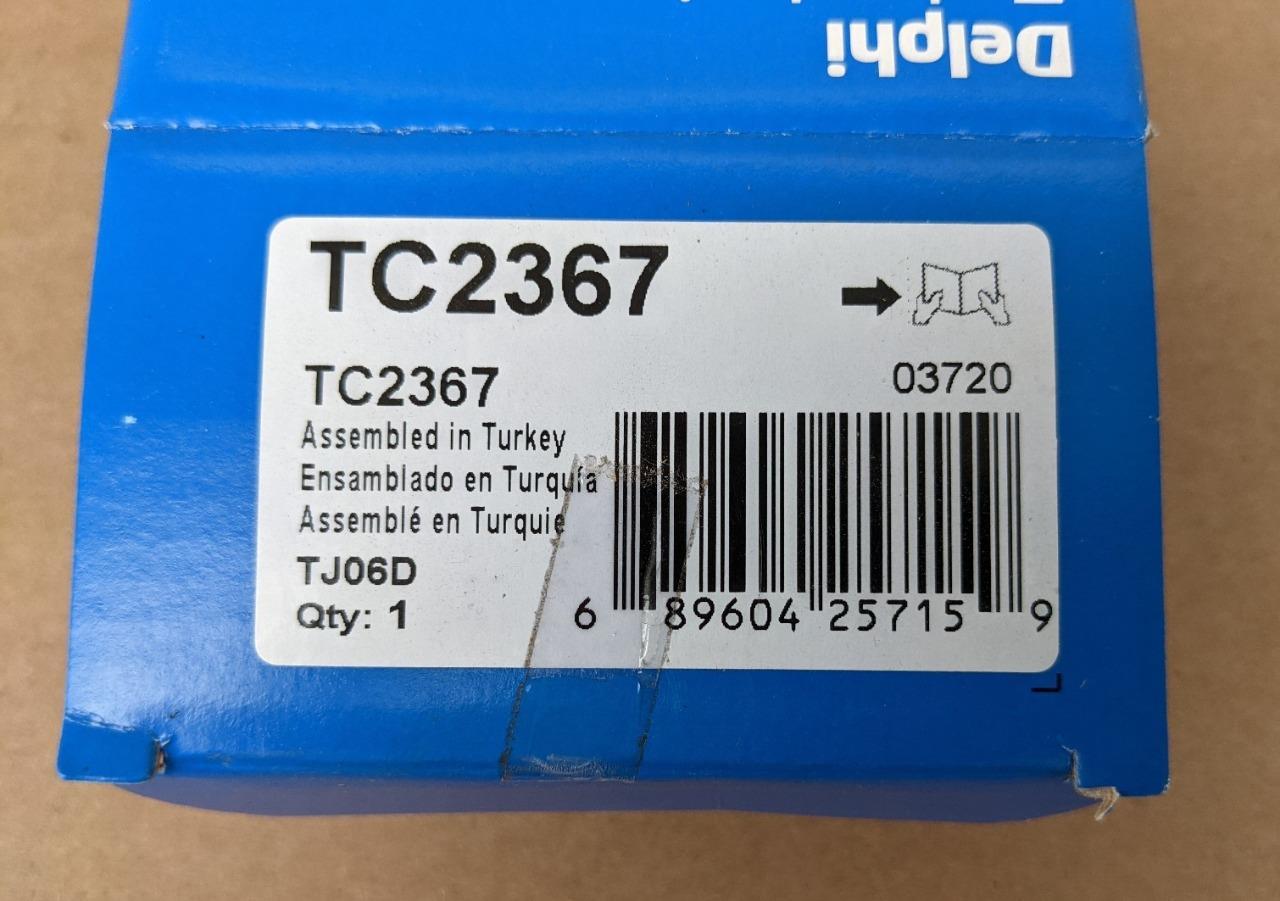 Delphi
TC2367
TC2367
03720
Assembled in Turkey
Ensamblado en Turquía
Assemblé en Turquie
TJ06D
Qty: 1
6 89604 25715 9